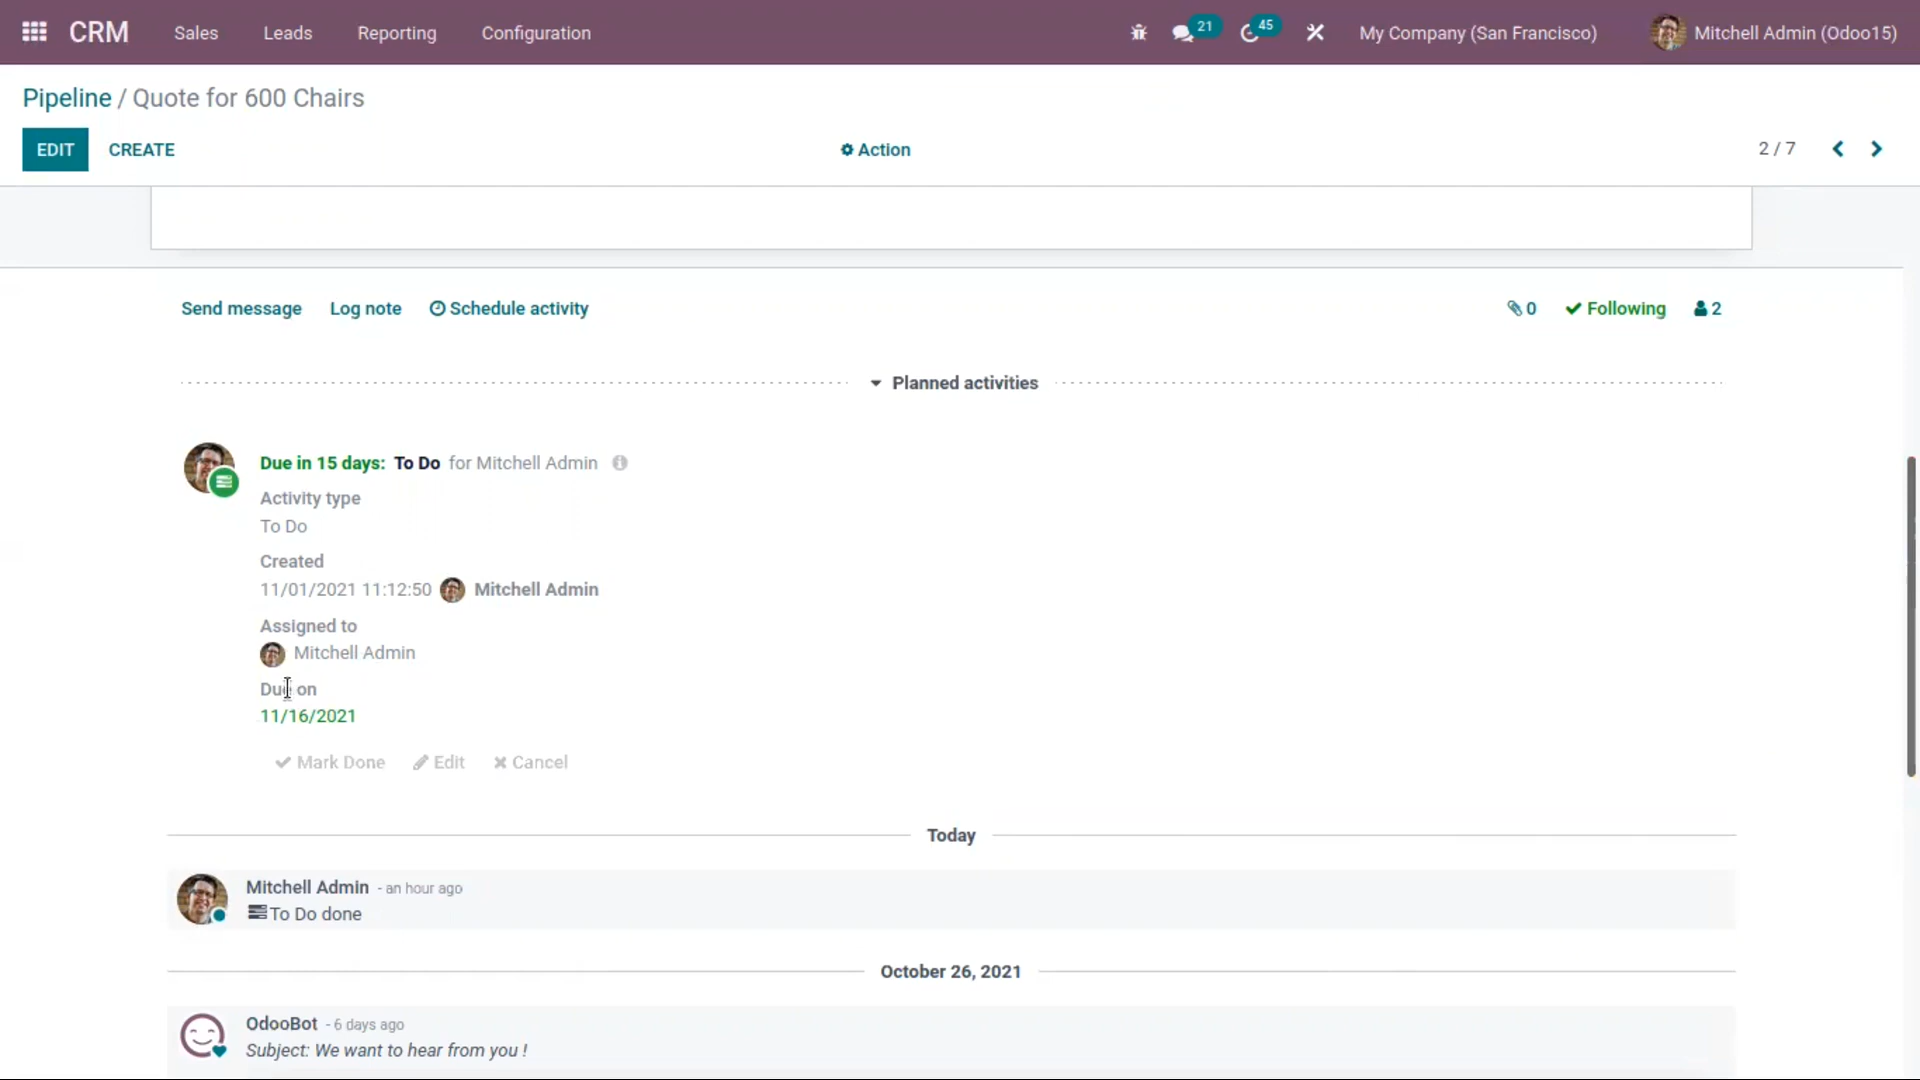 CRM Sales Leads Reporting Configuration 21 45 My Company (San Francisco) Mitchell Admin (Odoo15)
Pipeline / Quote for 600 Chairs
EDIT CREATE Action 2 / 7
Send message Log note Schedule activity 0 Following 2
Planned activities
Due in 15 days: To Do for Mitchell Admin
Activity type
To Do
Created
11/01/2021 11:12:50 Mitchell Admin
Assigned to
Mitchell Admin
Due on
11/16/2021
Mark Done Edit Cancel
Today
Mitchell Admin - an hour ago
To Do done
October 26, 2021
OdooBot - 6 days ago
Subject: We want to hear from you !